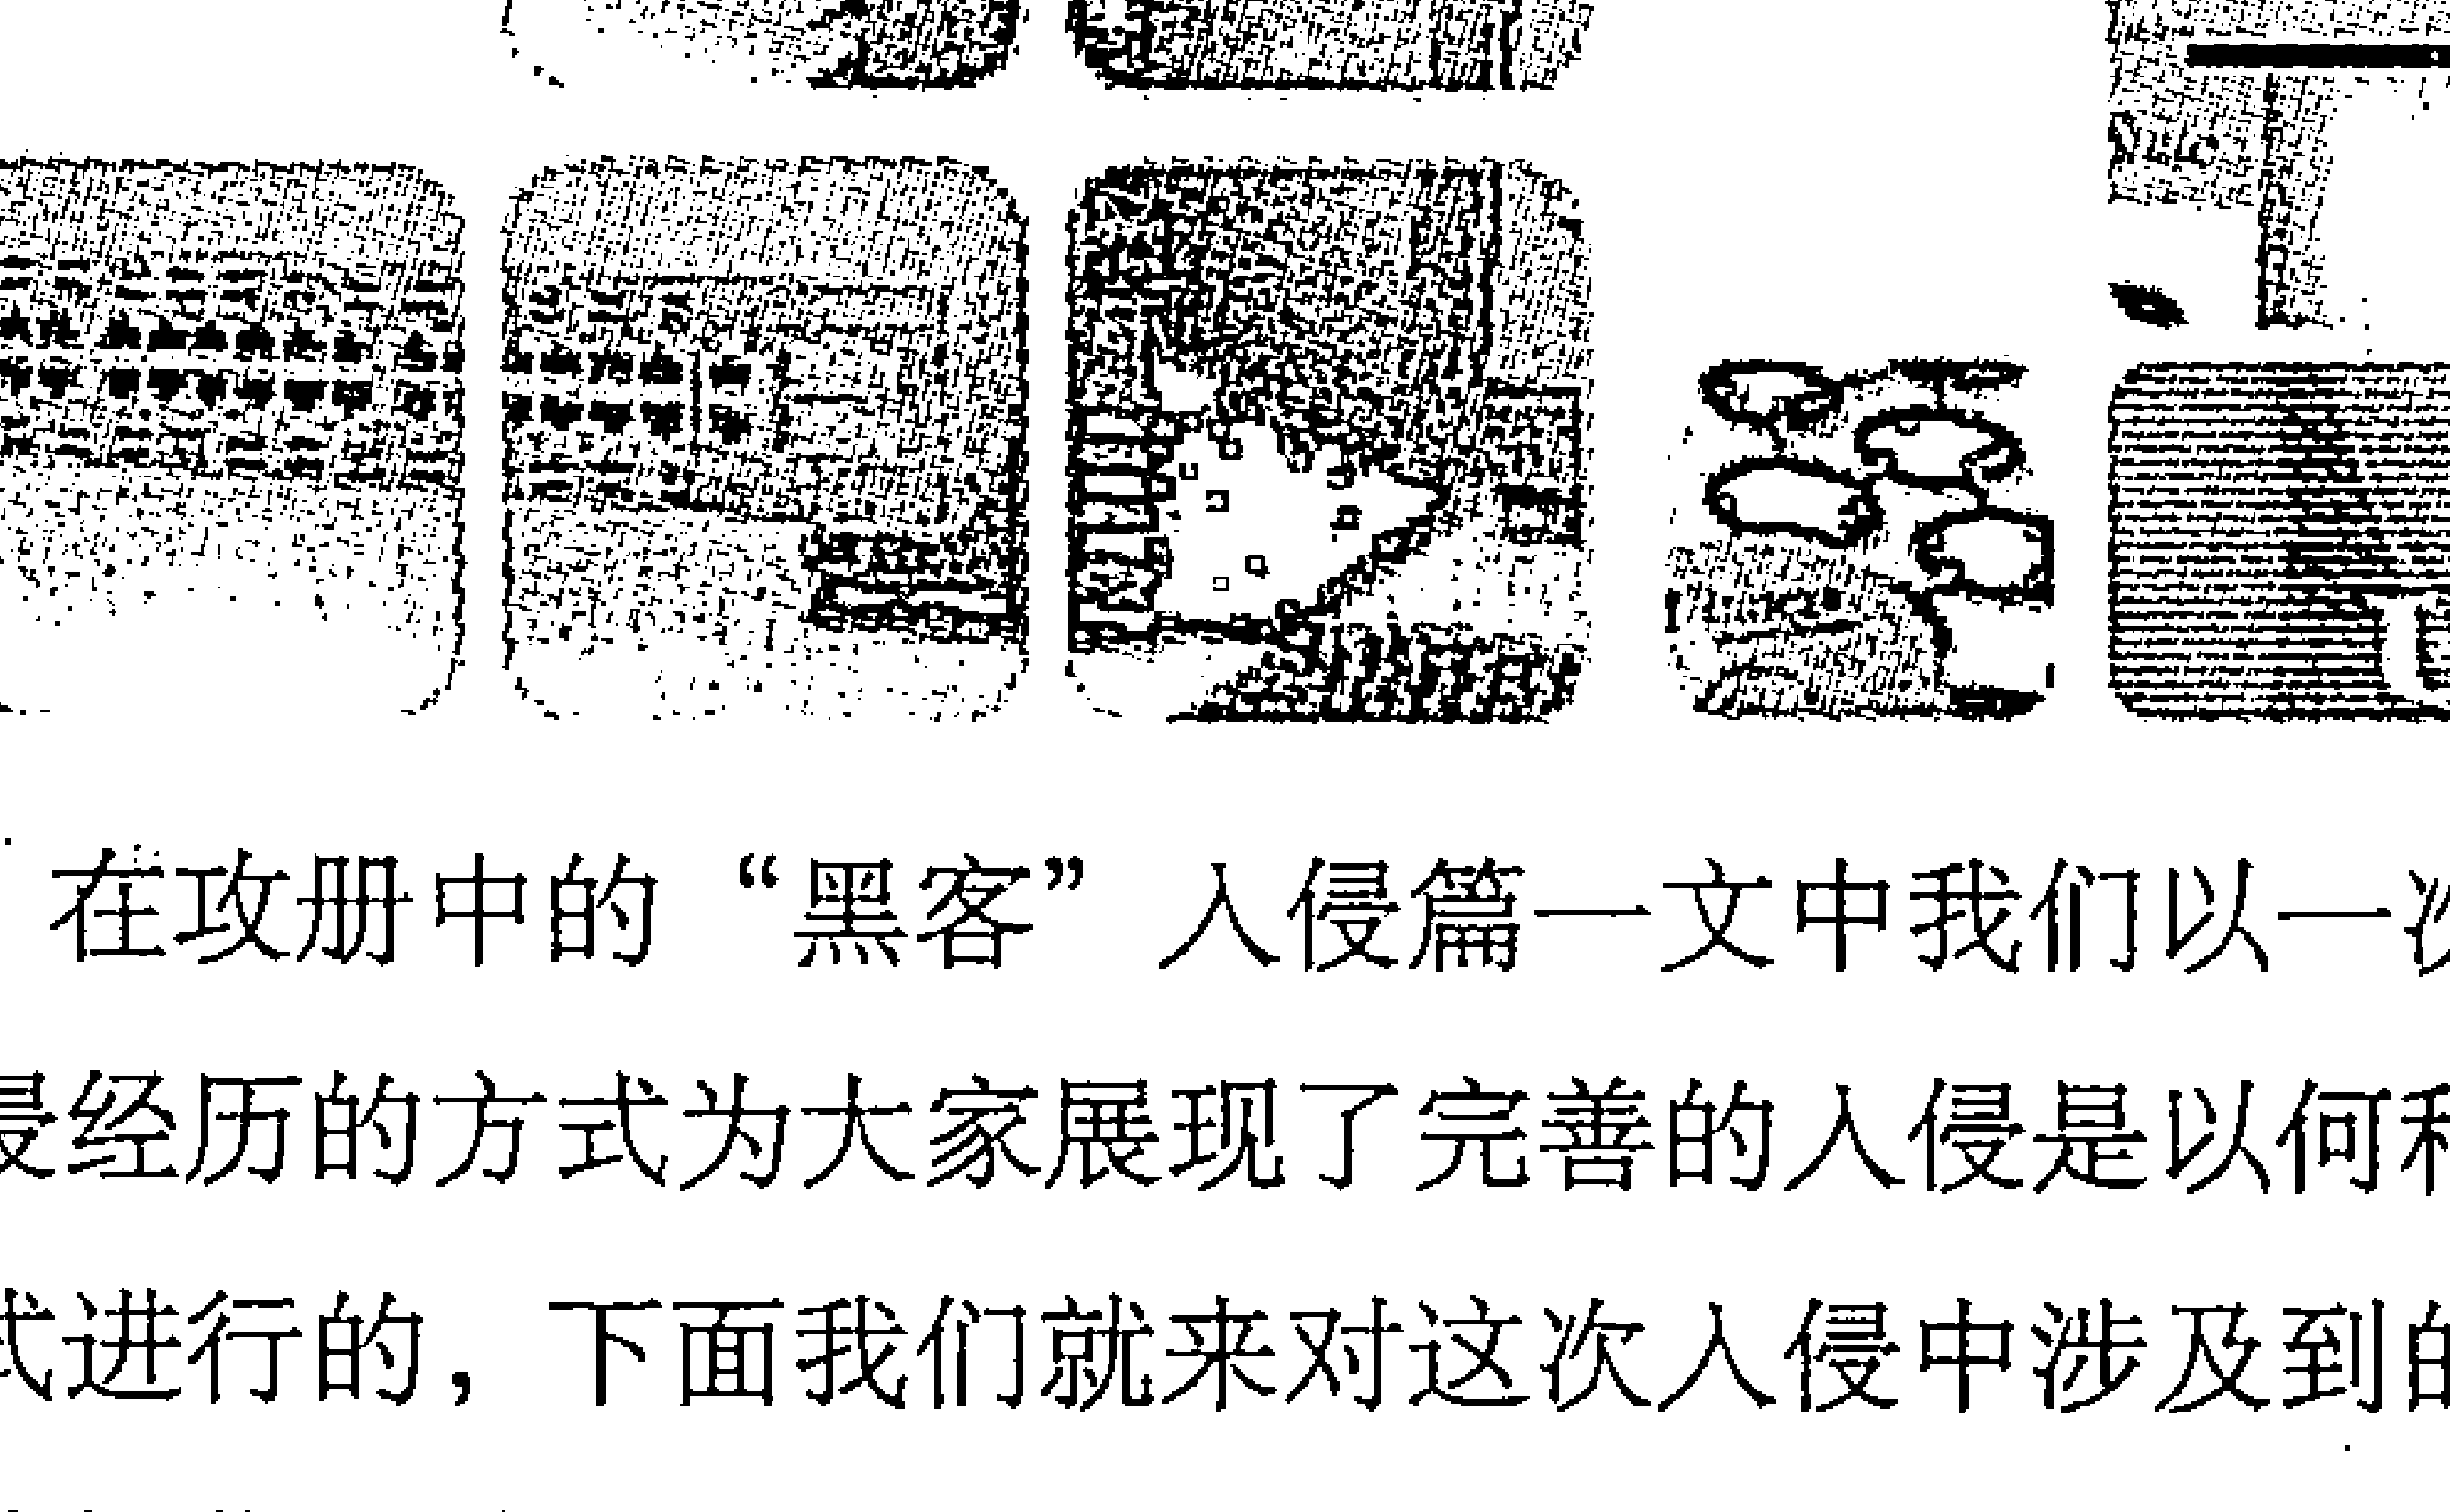 在攻册中的“黑客”入侵篇一文中我们以一次
侵经历的方式为大家展现了完善的入侵是以何种
式进行的，下面我们就来对这次入侵中涉及到的